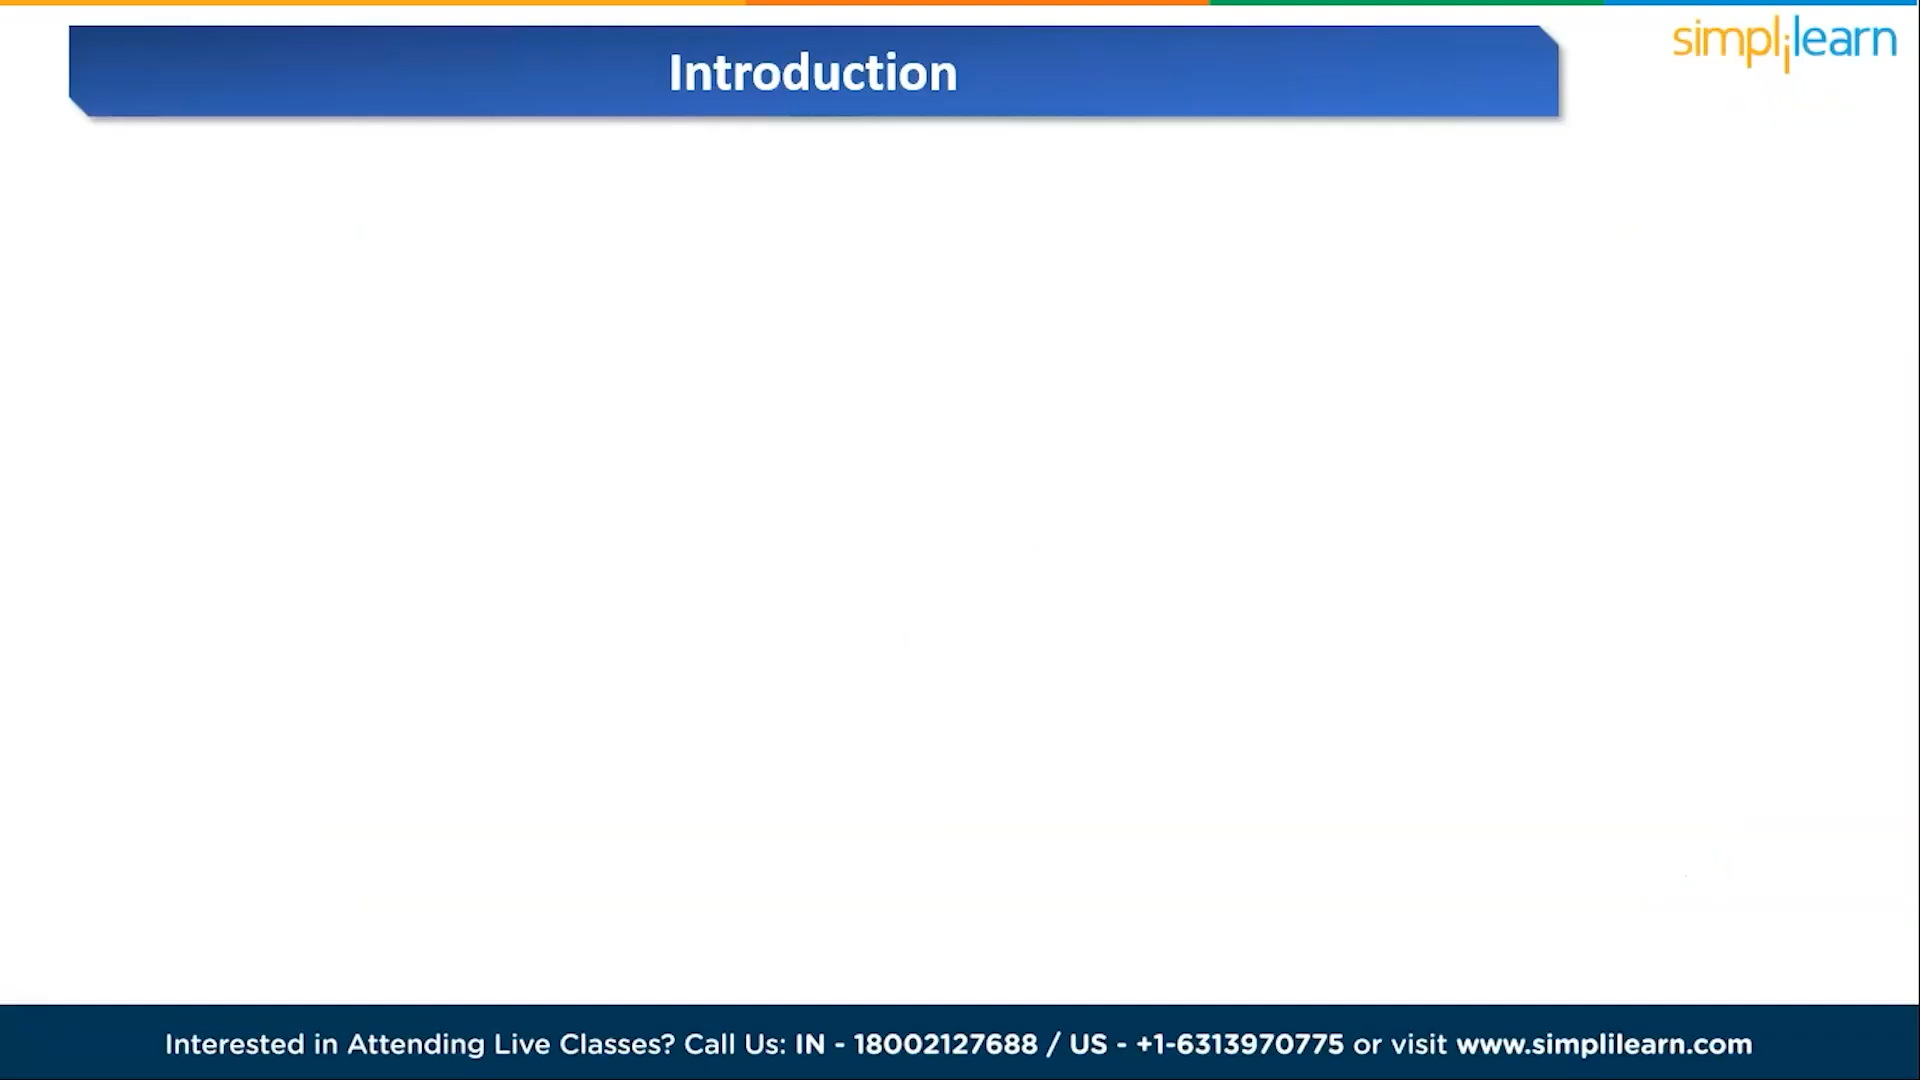 Introduction
simplilearn
Interested in Attending Live Classes? Call Us: IN - 18002127688 / US - +1-6313970775 or visit www.simplilearn.com